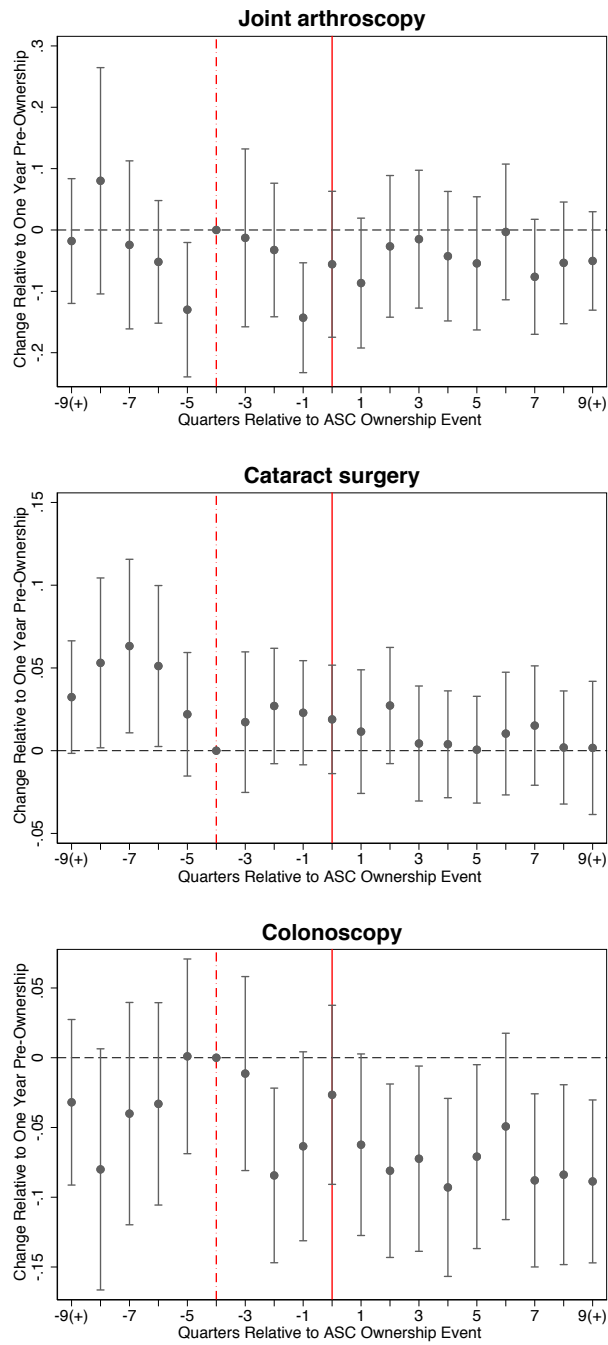 Joint arthroscopy
Change Relative to One Year Pre-Ownership
.3
.2
.1
0
-.1
-.2
-9(+) -7 -5 -3 -1 1 3 5 7 9(+)
Quarters Relative to ASC Ownership Event
Cataract surgery
Change Relative to One Year Pre-Ownership
.15
.1
.05
0
-.05
-9(+) -7 -5 -3 -1 1 3 5 7 9(+)
Quarters Relative to ASC Ownership Event
Colonoscopy
Change Relative to One Year Pre-Ownership
.05
0
-.05
-.1
-.15
-9(+) -7 -5 -3 -1 1 3 5 7 9(+)
Quarters Relative to ASC Ownership Event